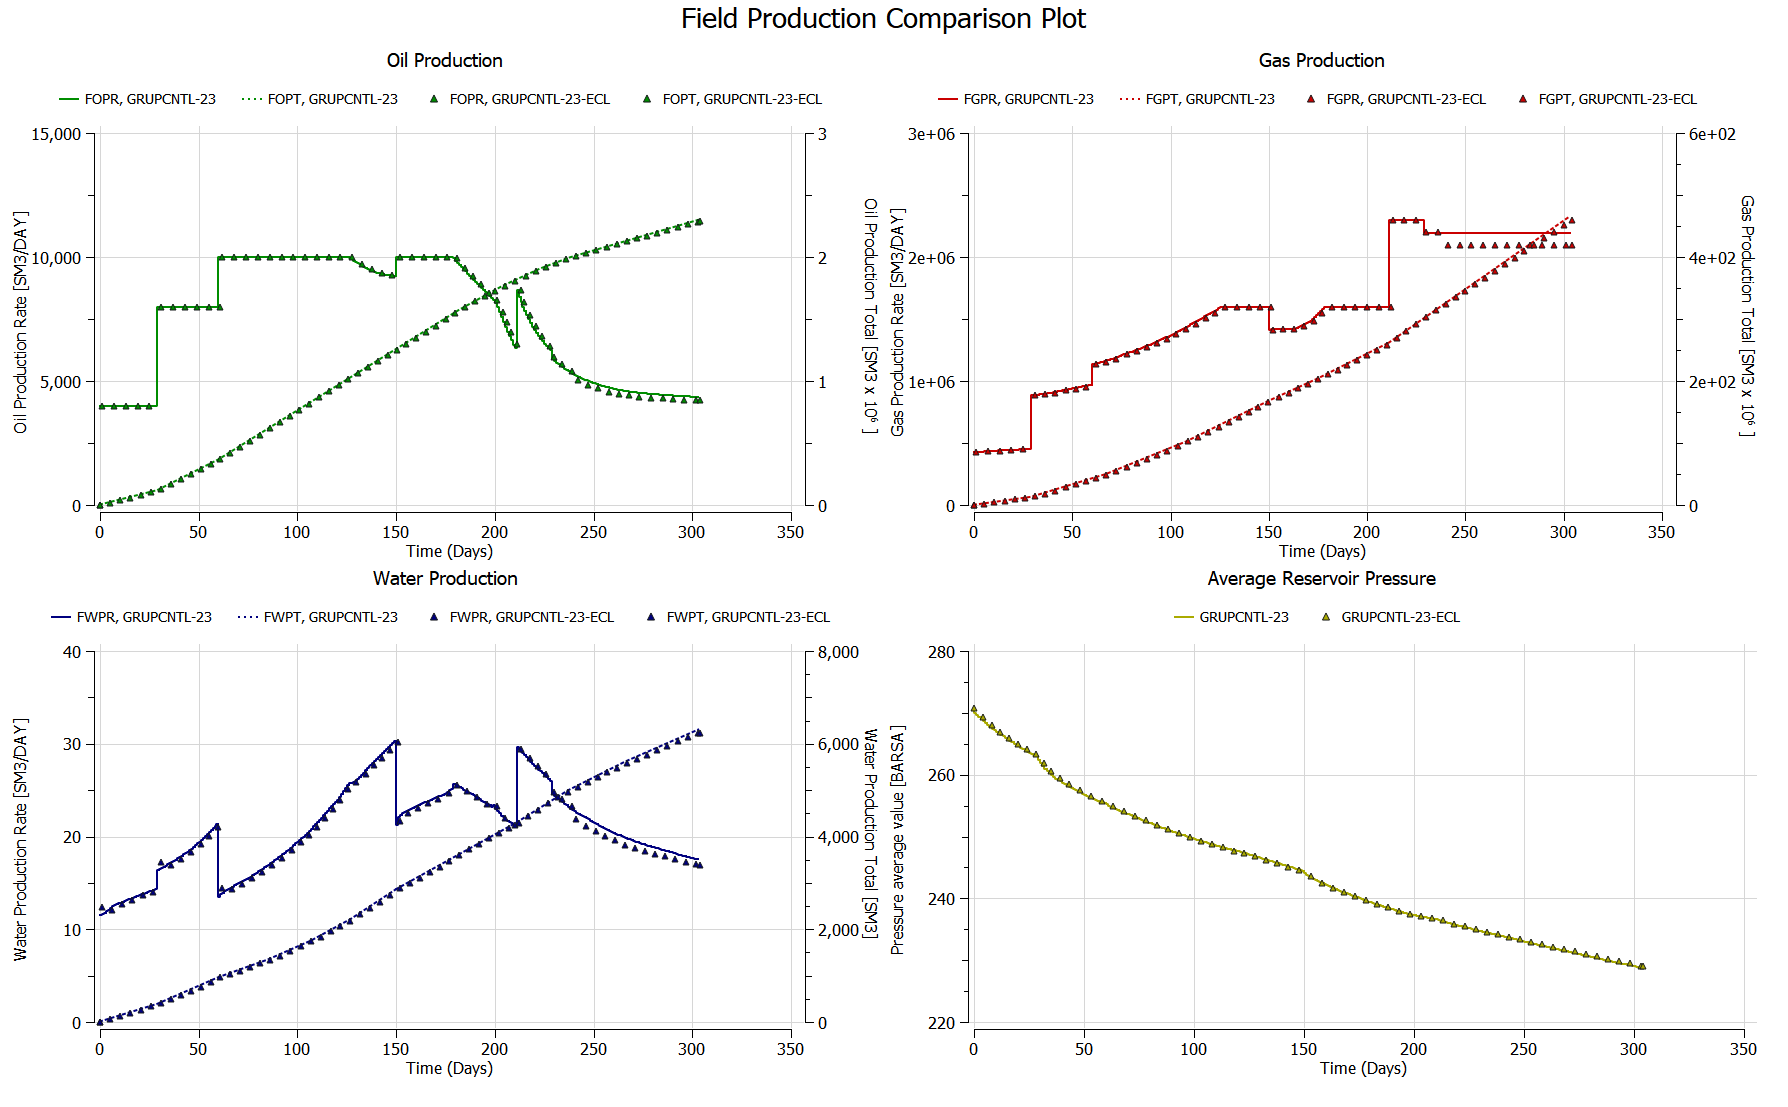 Field Production Comparison Plot
Oil Production
FOPR, GRUPCNTL-23 FOPT, GRUPCNTL-23 FOPR, GRUPCNTL-23-ECL FOPT, GRUPCNTL-23-ECL
15,000
10,000
5,000
0
Oil Production Rate [SM3/DAY]
3
2
1
0
Oil Production Total [SM3 x 10⁶ ]
0 50 100 150 200 250 300 350
Time (Days)
Gas Production
FGPR, GRUPCNTL-23 FGPT, GRUPCNTL-23 FGPR, GRUPCNTL-23-ECL FGPT, GRUPCNTL-23-ECL
3e+06
2e+06
1e+06
0
Gas Production Rate [SM3/DAY]
6e+02
4e+02
2e+02
0
Gas Production Total [SM3 x 10⁶ ]
0 50 100 150 200 250 300 350
Time (Days)
Water Production
FWPR, GRUPCNTL-23 FWPT, GRUPCNTL-23 FWPR, GRUPCNTL-23-ECL FWPT, GRUPCNTL-23-ECL
40
30
20
10
0
Water Production Rate [SM3/DAY]
8,000
6,000
4,000
2,000
0
Water Production Total [SM3]
0 50 100 150 200 250 300 350
Time (Days)
Average Reservoir Pressure
GRUPCNTL-23 GRUPCNTL-23-ECL
280
260
240
220
Pressure average value [BARSA ]
0 50 100 150 200 250 300 350
Time (Days)